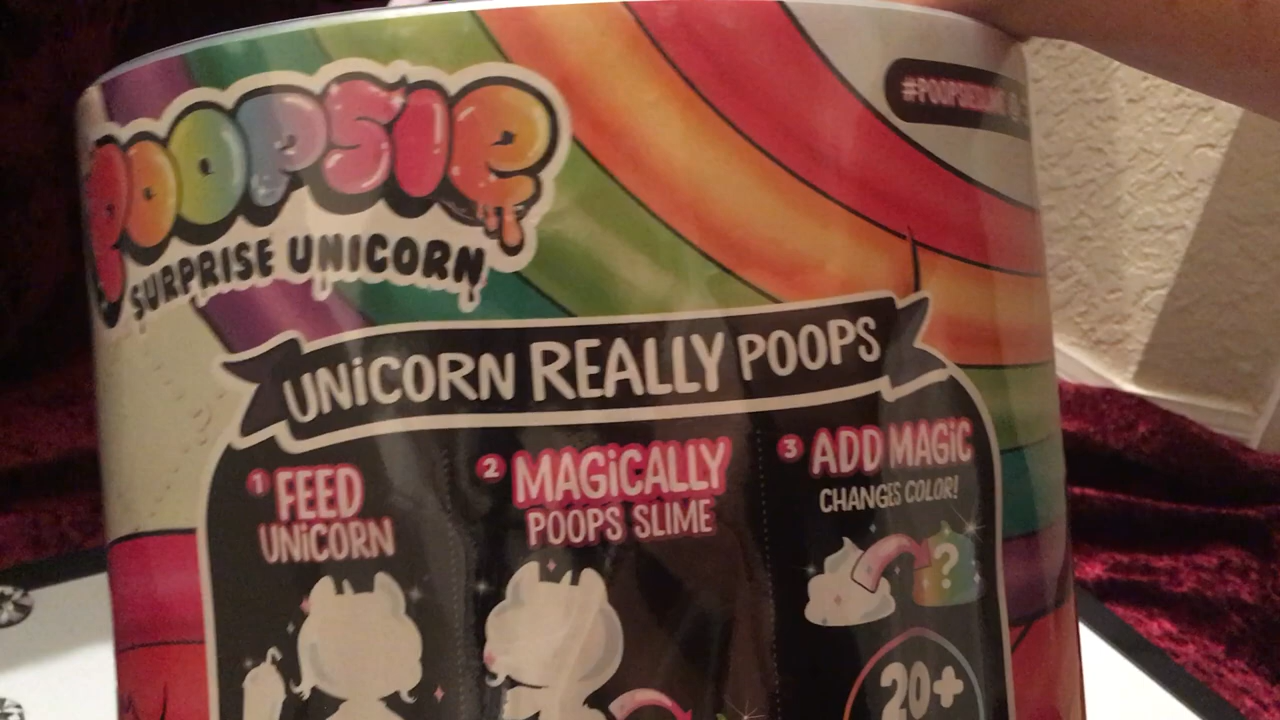 POOPSIE
SURPRISE UNICORN
UNiCORN REALLY POOPS
1 FEED
UNiCORN
2 MAGiCALLY
POOPS SLIME
3 ADD MAGiC
CHANGES COLOR!
?
20+